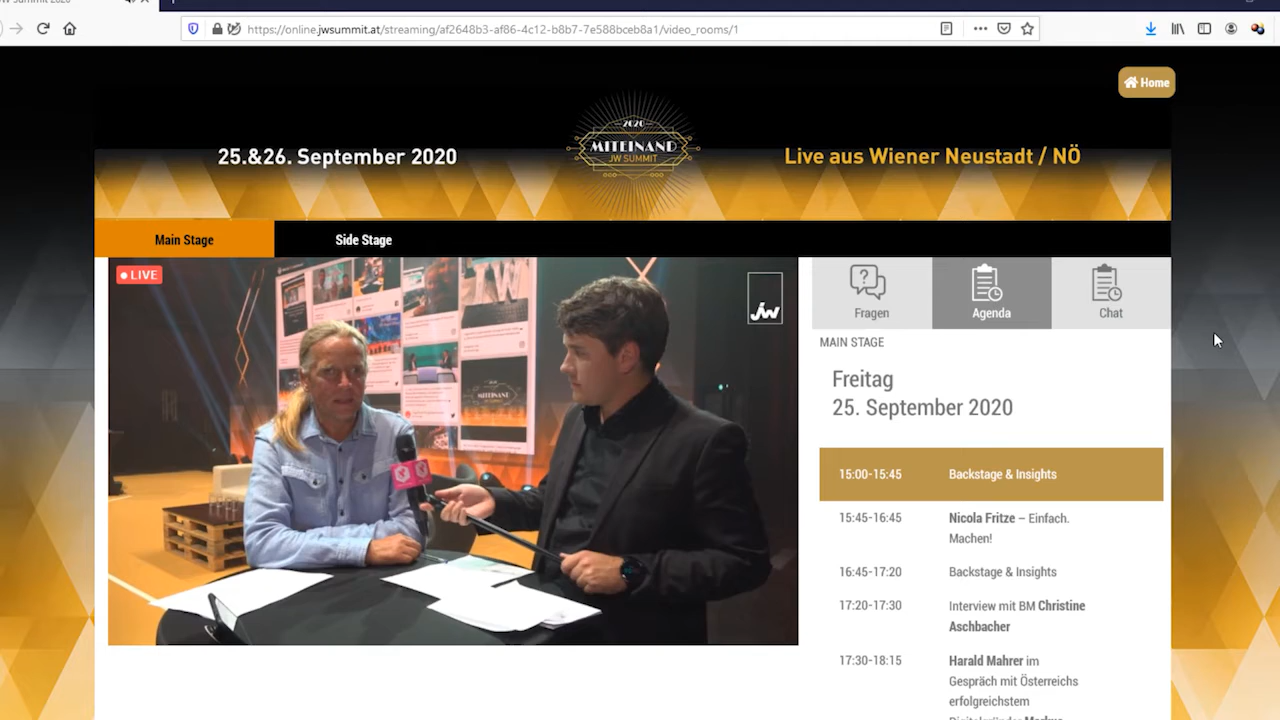 https://online.jwsummit.at/streaming/af2648b3-af86-4c12-b8b7-7e588bceb8a1/video_rooms/1
Home
25.&26. September 2020
2020
MITEINAND
JW SUMMIT
Live aus Wiener Neustadt / NÖ
Main Stage
Side Stage
LIVE
JW
jw
Fragen
Agenda
Chat
MAIN STAGE
Freitag
25. September 2020
15:00-15:45 Backstage & Insights
15:45-16:45 Nicola Fritze – Einfach.
Machen!
16:45-17:20 Backstage & Insights
17:20-17:30 Interview mit BM Christine
Aschbacher
17:30-18:15 Harald Mahrer im
Gespräch mit Österreichs
erfolgreichstem